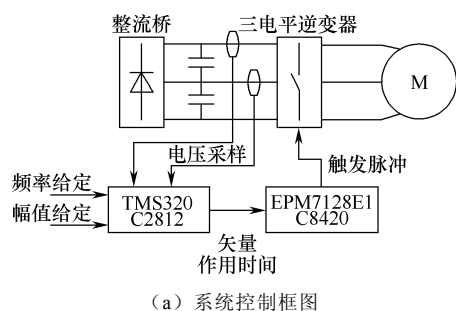 整流桥
三电平逆变器
M
电压采样
触发脉冲
频率给定
幅值给定
TMS320
C2812
EPM7128E1
C8420
矢量
作用时间
（a）系统控制框图